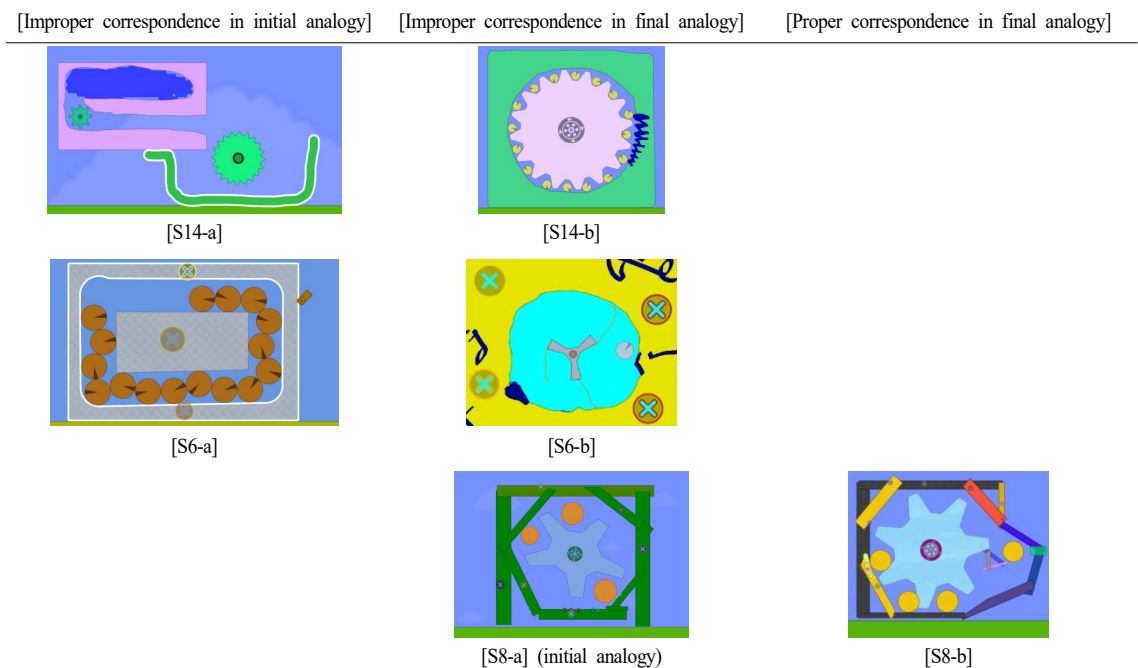 [Improper correspondence in initial analogy] [Improper correspondence in final analogy] [Proper correspondence in final analogy]
[S14-a] [S14-b]
[S6-a] [S6-b]
[S8-a] (initial analogy) [S8-b]